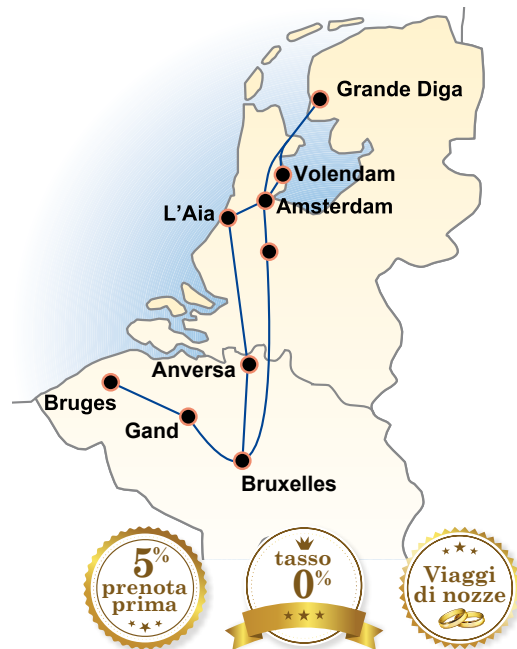 Grande Diga
Volendam
Amsterdam
L'Aia
Anversa
Bruges
Gand
Bruxelles
5%
prenota
prima
tasso
0%
Viaggi
di nozze